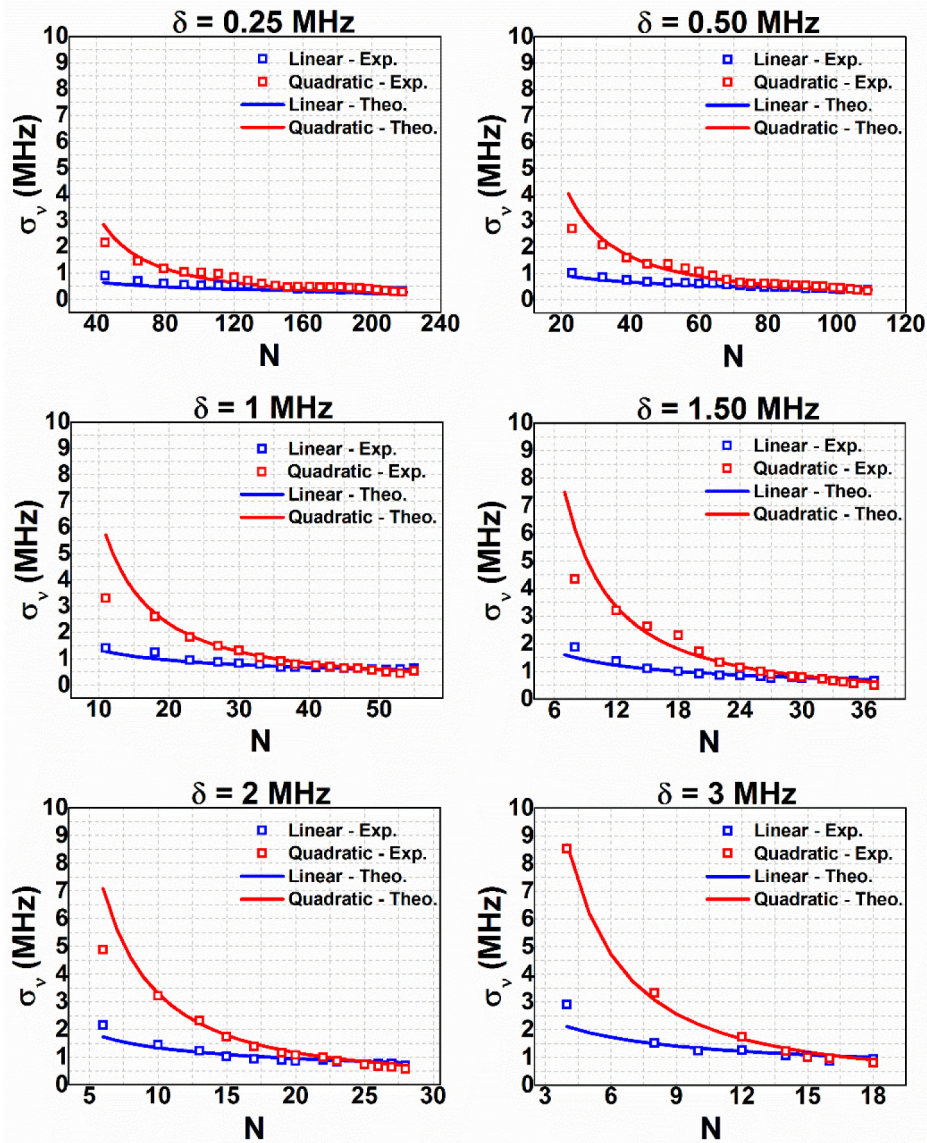 δ = 0.25 MHz
10
9
8
7
6
5
4
3
2
1
0
σν (MHz)
Linear - Exp.
Quadratic - Exp.
Linear - Theo.
Quadratic - Theo.
40 80 120 160 200 240
N
δ = 0.50 MHz
10
9
8
7
6
5
4
3
2
1
0
σν (MHz)
Linear - Exp.
Quadratic - Exp.
Linear - Theo.
Quadratic - Theo.
20 40 60 80 100 120
N
δ = 1 MHz
10
9
8
7
6
5
4
3
2
1
0
σν (MHz)
Linear - Exp.
Quadratic - Exp.
Linear - Theo.
Quadratic - Theo.
10 20 30 40 50
N
δ = 1.50 MHz
10
9
8
7
6
5
4
3
2
1
0
σν (MHz)
Linear - Exp.
Quadratic - Exp.
Linear - Theo.
Quadratic - Theo.
6 12 18 24 30 36
N
δ = 2 MHz
10
9
8
7
6
5
4
3
2
1
0
σν (MHz)
Linear - Exp.
Quadratic - Exp.
Linear - Theo.
Quadratic - Theo.
5 10 15 20 25 30
N
δ = 3 MHz
10
9
8
7
6
5
4
3
2
1
0
σν (MHz)
Linear - Exp.
Quadratic - Exp.
Linear - Theo.
Quadratic - Theo.
3 6 9 12 15 18
N